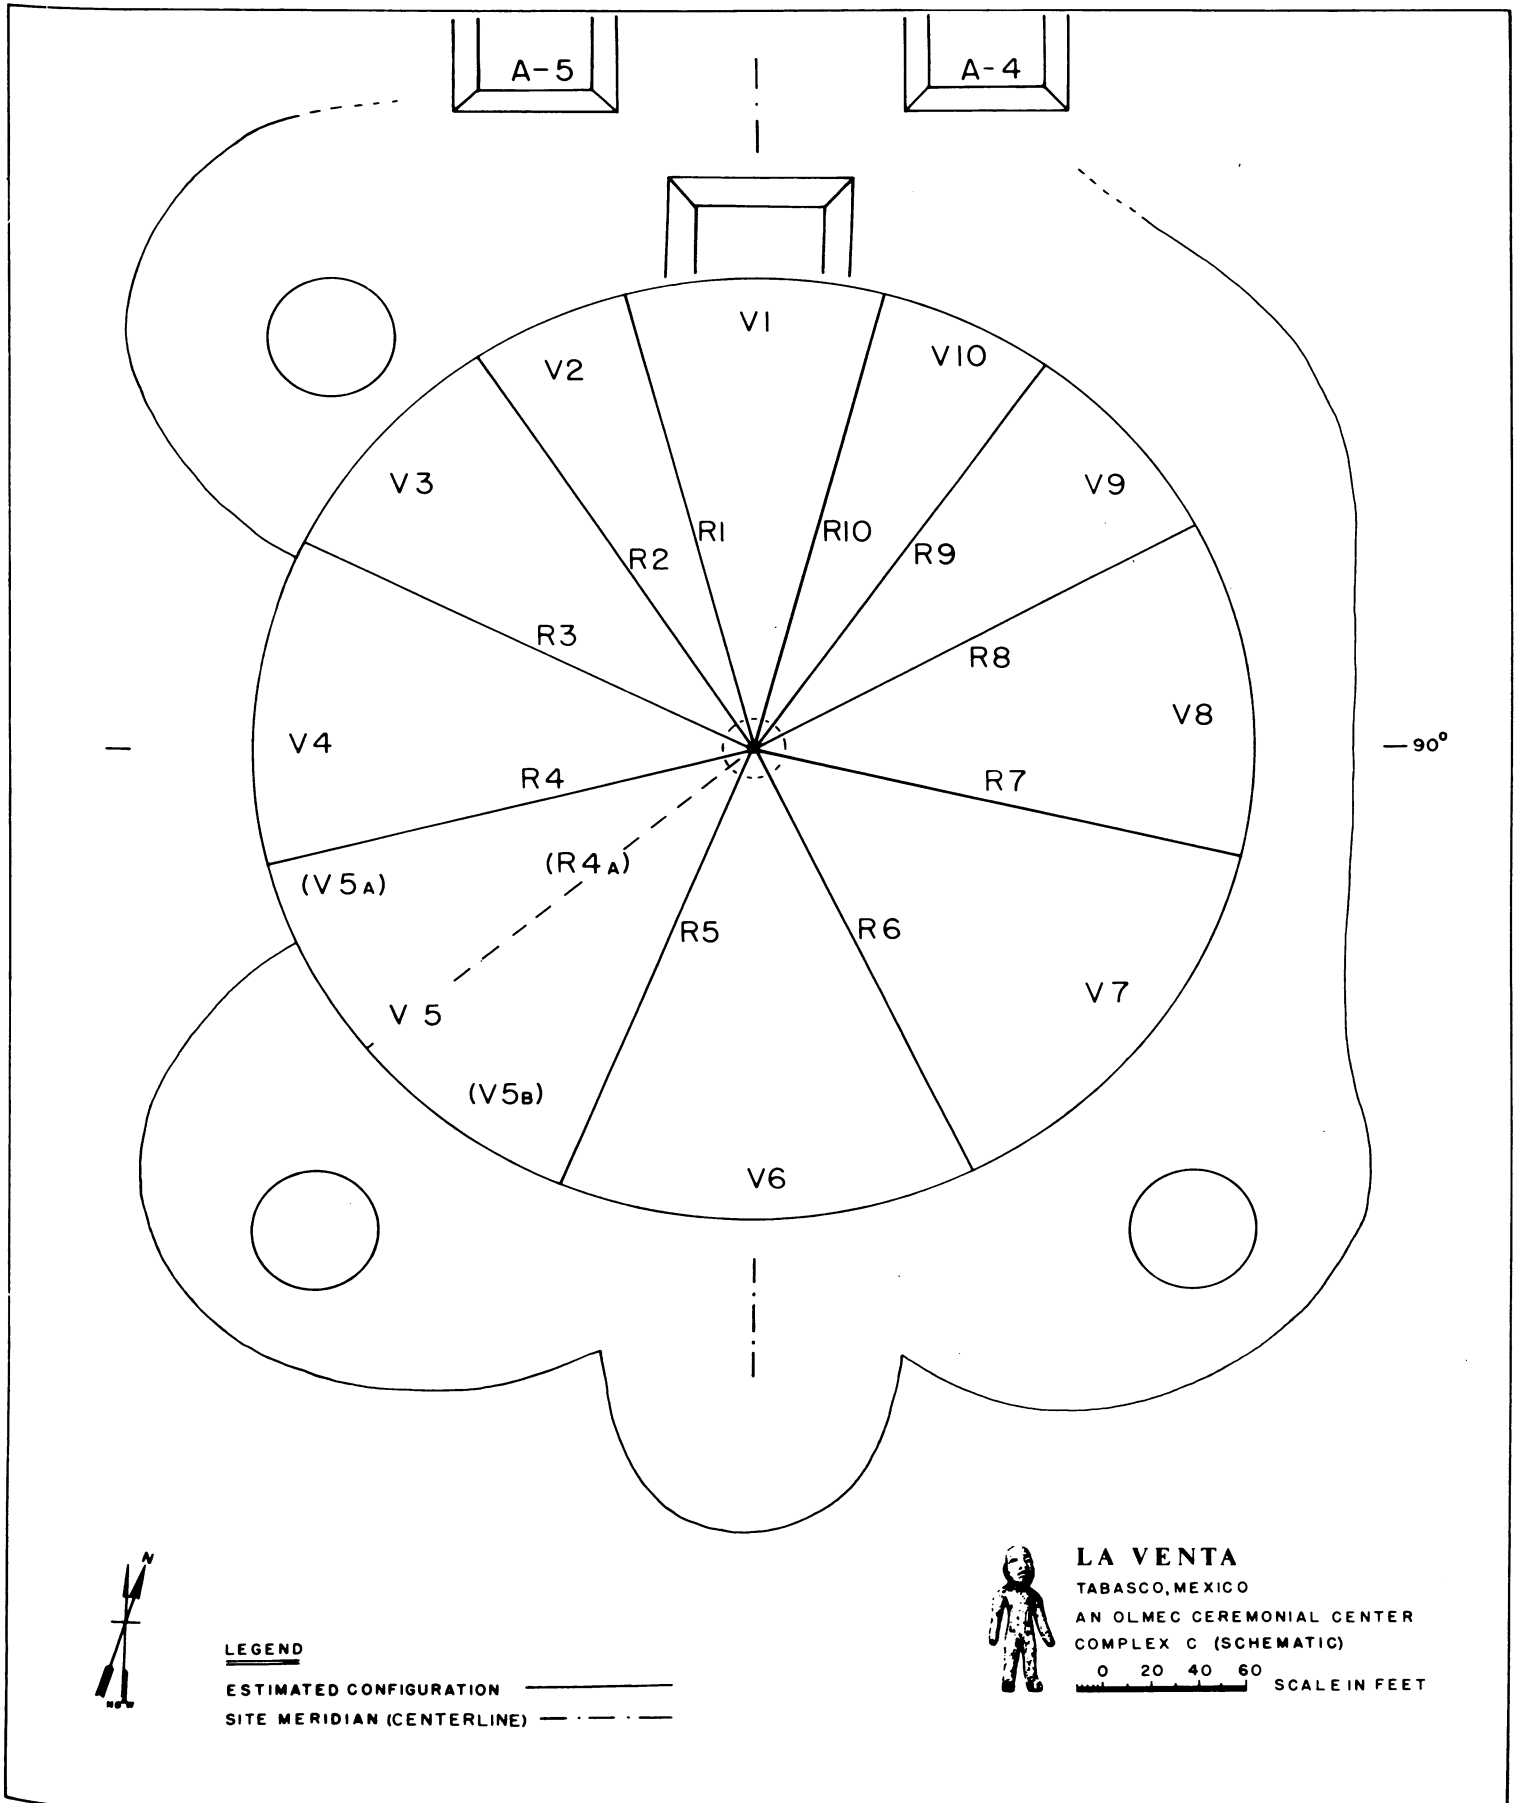 A-5
A-4
V1
V2
V10
V3
V9
R1
R10
R2
R9
R3
R8
V8
V4
90°
R4
R7
(R4A)
(V5A)
R5
R6
V7
V 5
(V5B)
V6
N
LA VENTA
TABASCO, MEXICO
AN OLMEC CEREMONIAL CENTER
COMPLEX C (SCHEMATIC)
0 20 40 60
SCALE IN FEET
LEGEND
ESTIMATED CONFIGURATION
SITE MERIDIAN (CENTERLINE)